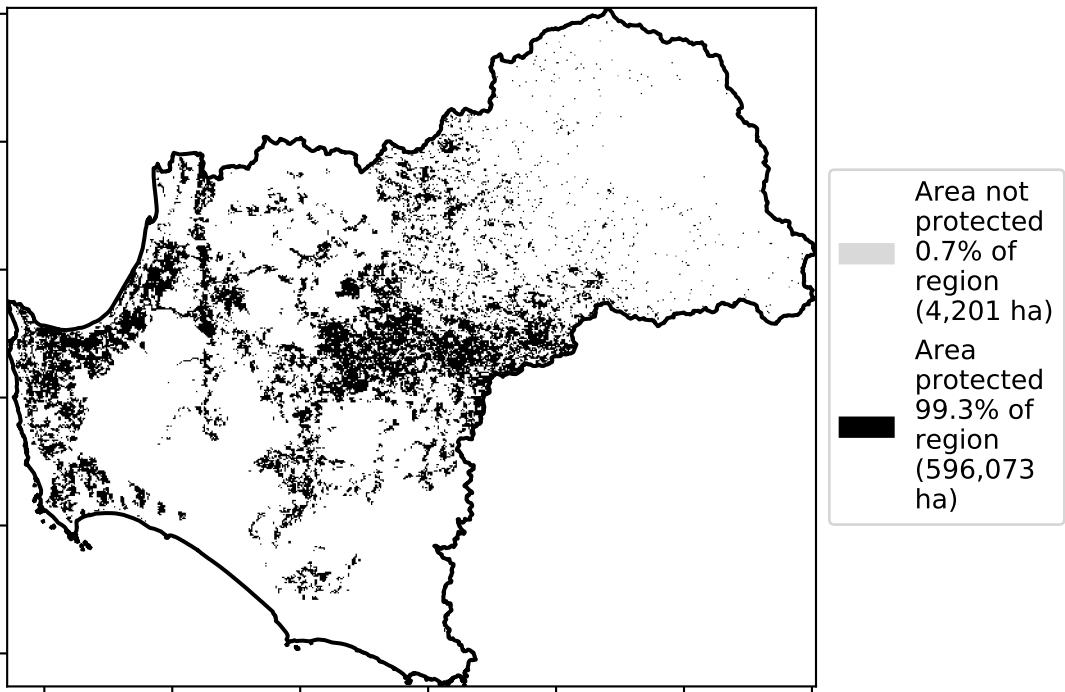 Area not
protected
0.7% of
region
(4,201 ha)
Area
protected
99.3% of
region
(596,073
ha)